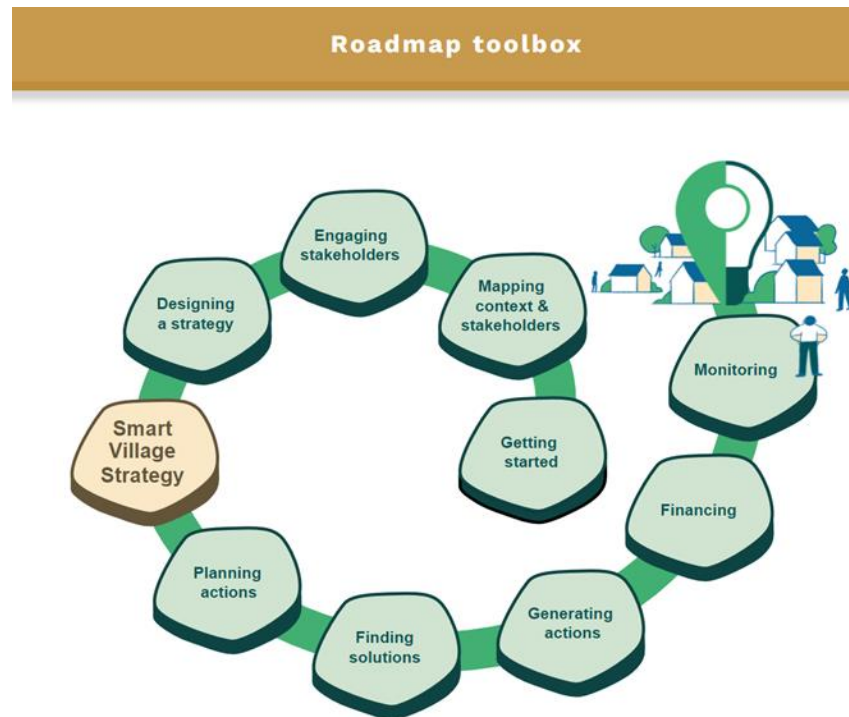 Roadmap toolbox
Engaging
stakeholders
Designing
a strategy
Mapping
context &
stakeholders
Monitoring
Smart
Village
Strategy
Getting
started
Financing
Planning
actions
Generating
actions
Finding
solutions